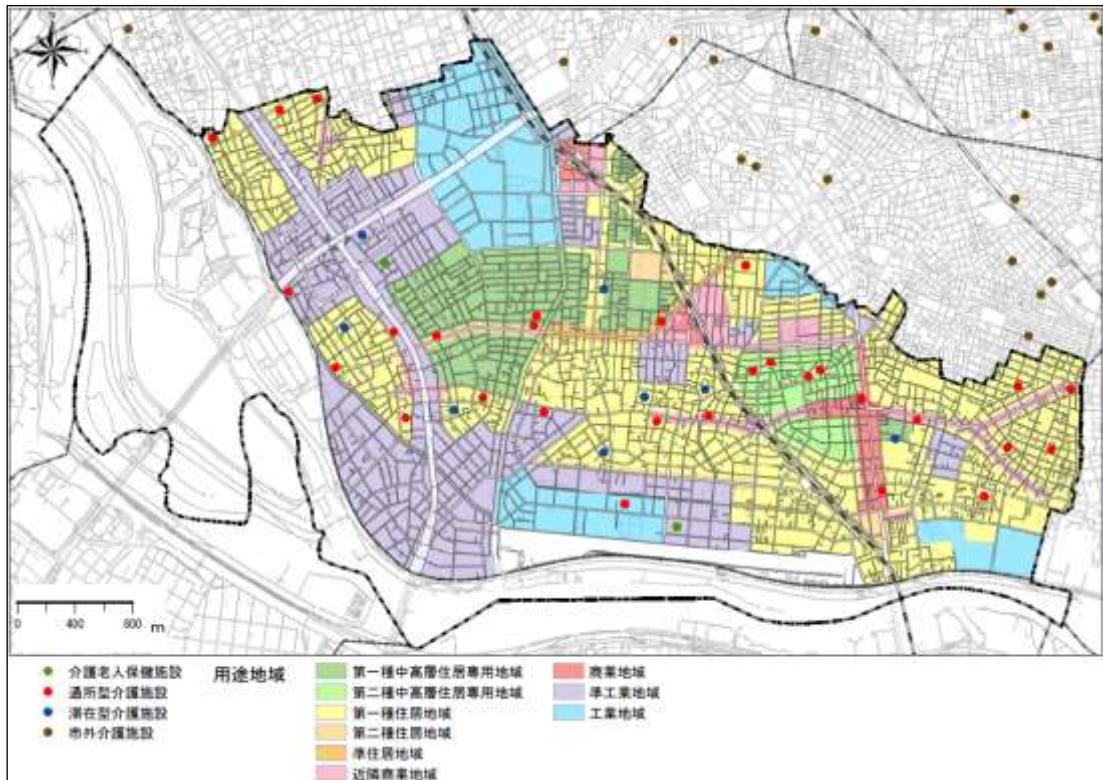 0 400 800 m
介護老人保健施設
通所型介護施設
滞在型介護施設
市外介護施設
用途地域
第一種中高層住居専用地域
第二種中高層住居専用地域
第一種住居地域
第二種住居地域
準住居地域
近隣商業地域
商業地域
準工業地域
工業地域